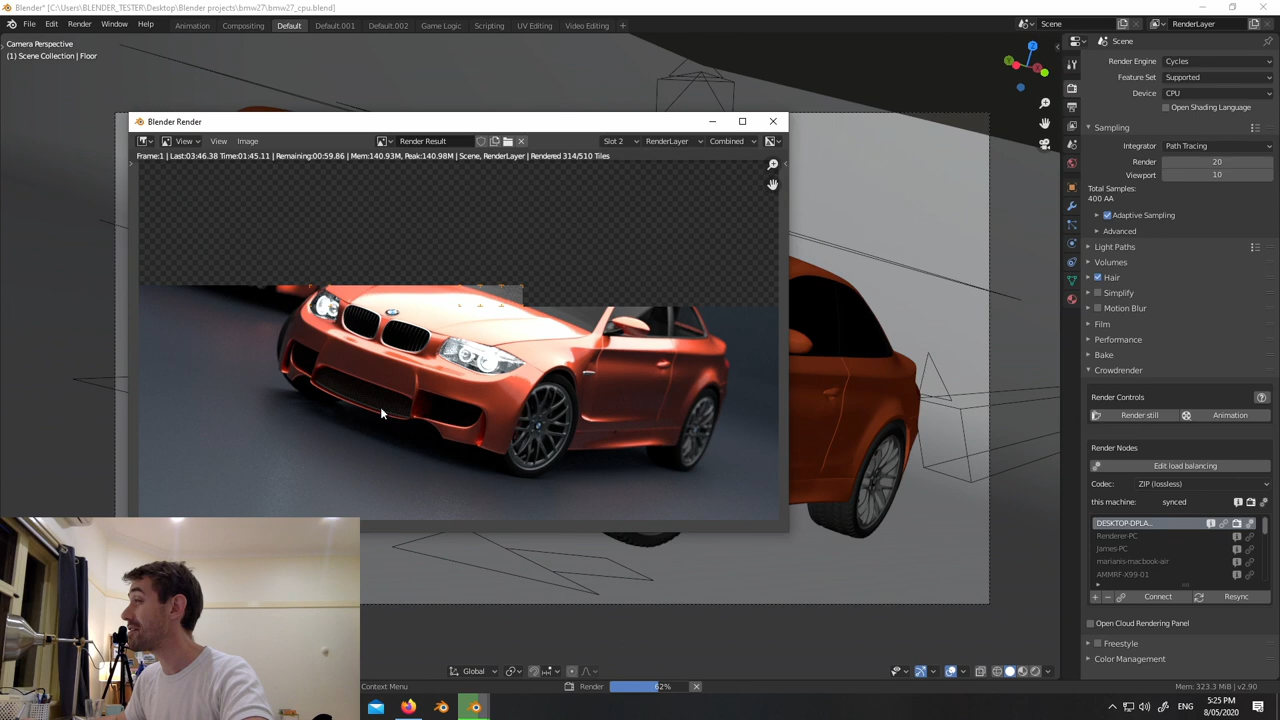 Blender* [C:\Users\BLENDER_TESTER\Desktop\Blender projects\bmw27\bmw27_cpu.blend]
File Edit Render Window Help Animation Compositing Default Default.001 Default.002 Game Logic Scripting UV Editing Video Editing + Scene RenderLayer
Camera Perspective
(1) Scene Collection | Floor
Scene
Render Engine Cycles
Feature Set Supported
Device CPU
Open Shading Language
Sampling
Integrator Path Tracing
Render 20
Viewport 10
Total Samples:
400 AA
Adaptive Sampling
Advanced
Light Paths
Volumes
Hair
Simplify
Motion Blur
Film
Performance
Bake
Crowdrender
Render Controls ?
Render still Animation
Render Nodes
Edit load balancing
Codec: ZIP (lossless)
this machine: synced
DESKTOP-DPLA...
Renderer-PC
James-PC
marianis-macbook-air
AMMRF-X99-01
Connect Resync
Open Cloud Rendering Panel
Freestyle
Color Management
Blender Render
View View Image Render Result Slot 2 RenderLayer Combined
Frame:1 | Last:03:46.38 Time:01:45.11 | Remaining:00:59.86 | Mem:140.93M, Peak:140.98M | Scene, RenderLayer | Rendered 314/510 Tiles
Global
Context Menu Render 62% Mem: 323.3 MiB | v2.90
ENG 5:25 PM
8/05/2020